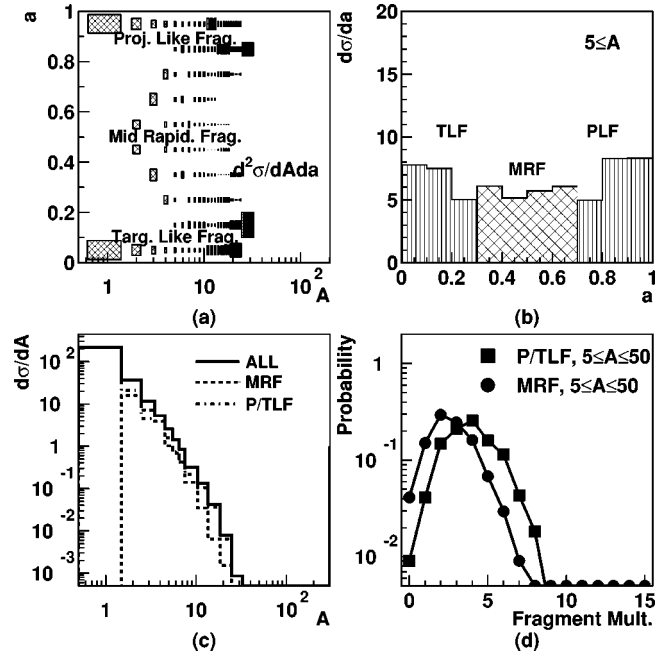 a
1
0.8
0.6
0.4
0.2
0
Proj. Like Frag.
Mid Rapid. Frag.
d²σ/dAda
Targ. Like Frag.
1
10
10²
A
(a)
dσ/da
20
15
10
5
0
5≤A
TLF
MRF
PLF
0
0.2
0.4
0.6
0.8
1
a
(b)
dσ/dA
10²
10
1
10⁻¹
10⁻²
10⁻³
ALL
MRF
P/TLF
1
10
10²
A
(c)
Probability
1
10⁻¹
10⁻²
P/TLF, 5≤A≤50
MRF, 5≤A≤50
0
5
10
15
Fragment Mult.
(d)